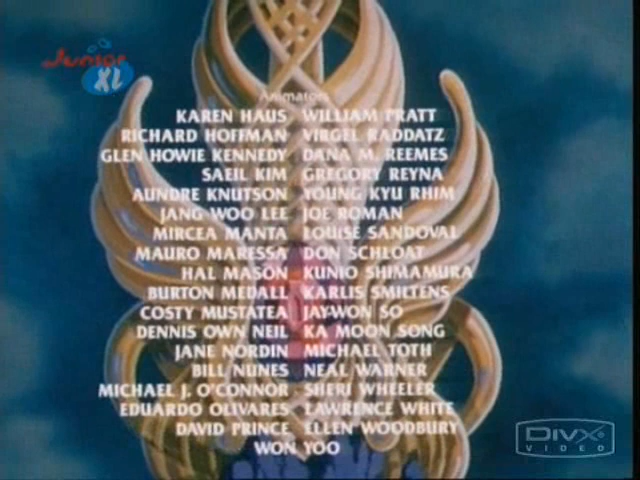 Junior
XL
Animators
KAREN HAUS WILLIAM PRATT
RICHARD HOFFMAN VIRGEL RADDATZ
GLEN HOWIE KENNEDY DANA M. REEMES
SAEIL KIM GREGORY REYNA
AUNDRE KNUTSON YOUNG KYU RHIM
JANG WOO LEE JOE ROMAN
MIRCEA MANTA LOUISE SANDOVAL
MAURO MARESSA DON SCHLOAT
HAL MASON KUNIO SHIMAMURA
BURTON MEDALL KARLIS SMILTENS
COSTY MUSTATEA JAY-WON SO
DENNIS OWN NEIL KA MOON SONG
JANE NORDIN MICHAEL TOTH
BILL NUNES NEAL WARNER
MICHAEL J. O'CONNOR SHERI WHEELER
EDUARDO OLIVARES LAWRENCE WHITE
DAVID PRINCE ELLEN WOODBURY
WON YOO
DIVX
VIDEO